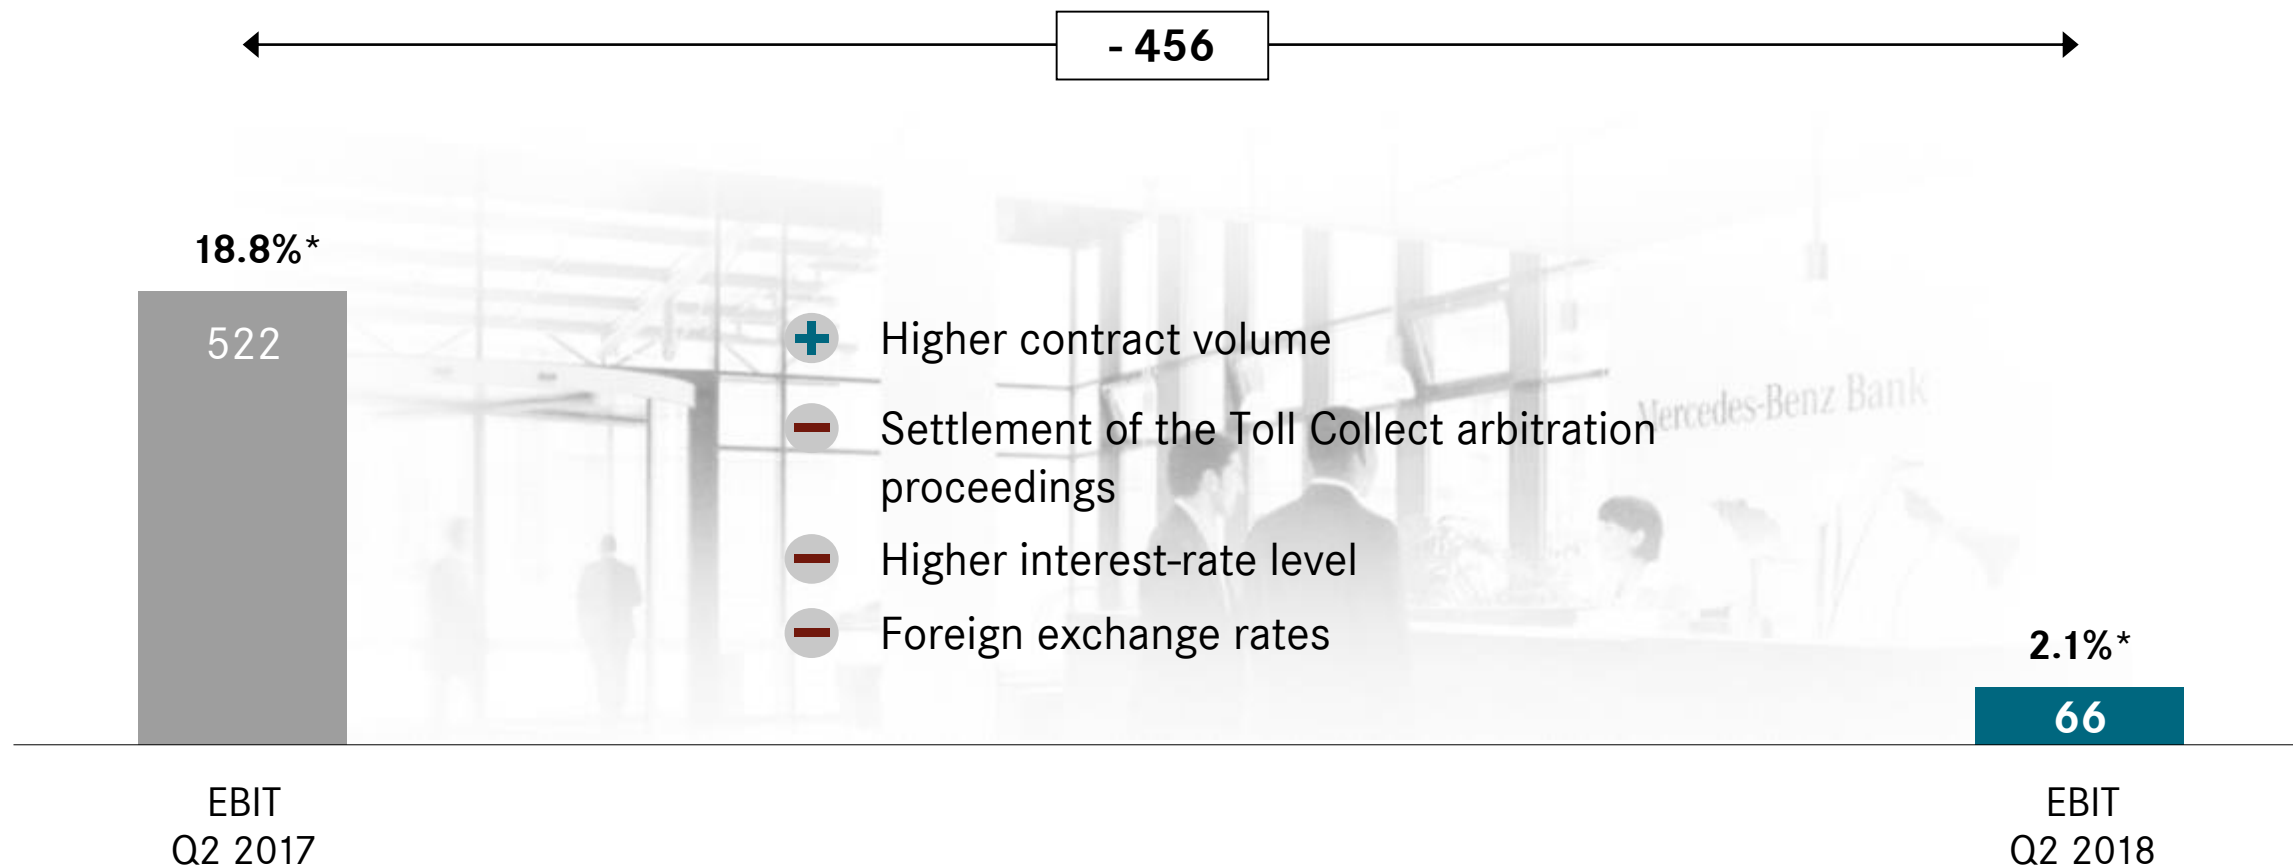 - 456
18.8%*
522
Higher contract volume
Settlement of the Toll Collect arbitration
proceedings
Higher interest-rate level
Foreign exchange rates
Mercedes-Benz Bank
2.1%*
66
EBIT
Q2 2017
EBIT
Q2 2018